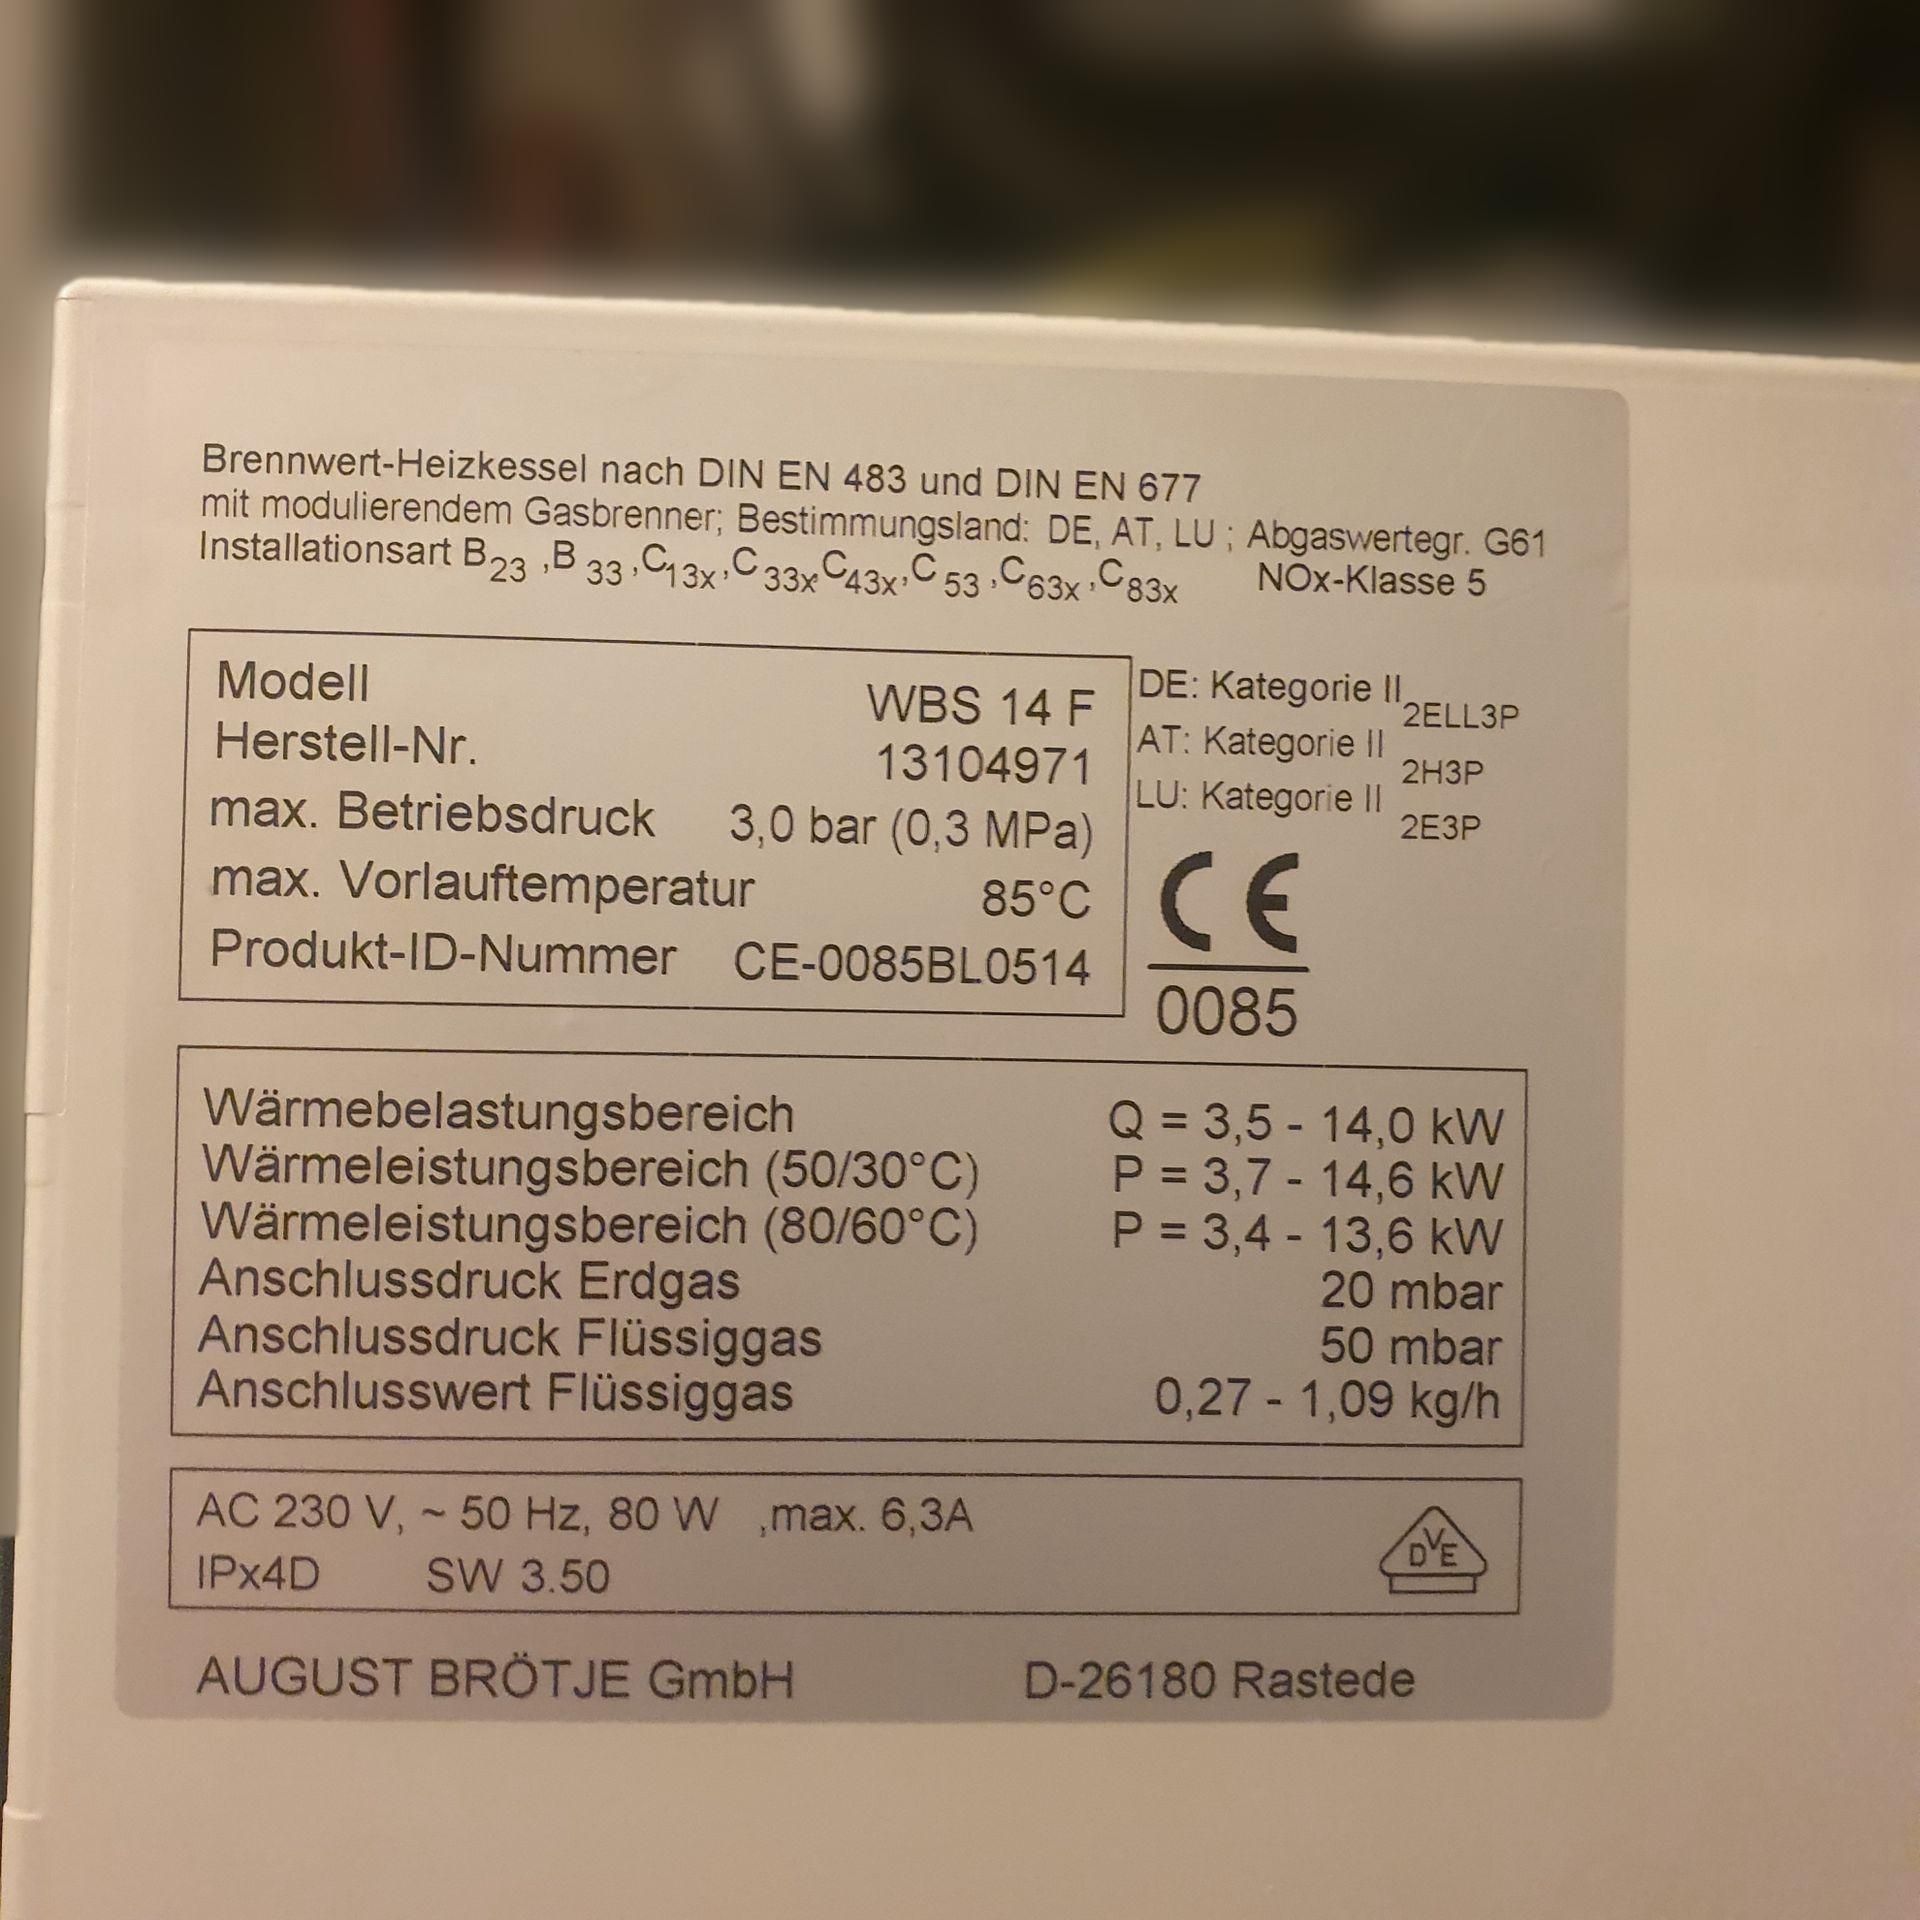 Brennwert-Heizkessel nach DIN EN 483 und DIN EN 677
mit modulierendem Gasbrenner; Bestimmungsland: DE, AT, LU ; Abgaswertegr. G61
Installationsart B23 ,B 33 ,C13x ,C 33x ,C43x ,C 53 ,C63x ,C83x NOx-Klasse 5
Modell WBS 14 F
Herstell-Nr. 13104971
max. Betriebsdruck 3,0 bar (0,3 MPa)
max. Vorlauftemperatur 85°C
Produkt-ID-Nummer CE-0085BL0514
DE: Kategorie II 2ELL3P
AT: Kategorie II 2H3P
LU: Kategorie II 2E3P
CE
0085
Wärmebelastungsbereich Q = 3,5 - 14,0 kW
Wärmeleistungsbereich (50/30°C) P = 3,7 - 14,6 kW
Wärmeleistungsbereich (80/60°C) P = 3,4 - 13,6 kW
Anschlussdruck Erdgas 20 mbar
Anschlussdruck Flüssiggas 50 mbar
Anschlusswert Flüssiggas 0,27 - 1,09 kg/h
AC 230 V, ~ 50 Hz, 80 W ,max. 6,3A
IPx4D SW 3.50
DVE
AUGUST BRÖTJE GmbH D-26180 Rastede